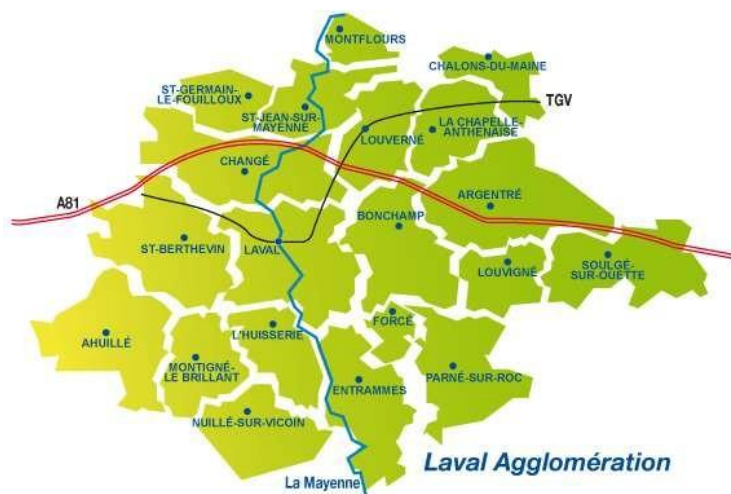 MONTFLOURS
CHALONS-DU-MAINE
ST-GERMAIN-
LE-FOUILLOUX
TGV
ST-JEAN-SUR-
MAYENNE
LA CHAPELLE-
ANTHENAISE
LOUVERNÉ
CHANGÉ
A81
ARGENTRÉ
BONCHAMP
ST-BERTHEVIN
LAVAL
LOUVIGNÉ
SOULGÉ-
SUR-OUETTE
FORCÉ
AHUILLÉ
L'HUISSERIE
MONTIGNÉ-
LE BRILLANT
ENTRAMMES
PARNÉ-SUR-ROC
NUILLÉ-SUR-VICOIN
Laval Agglomération
La Mayenne